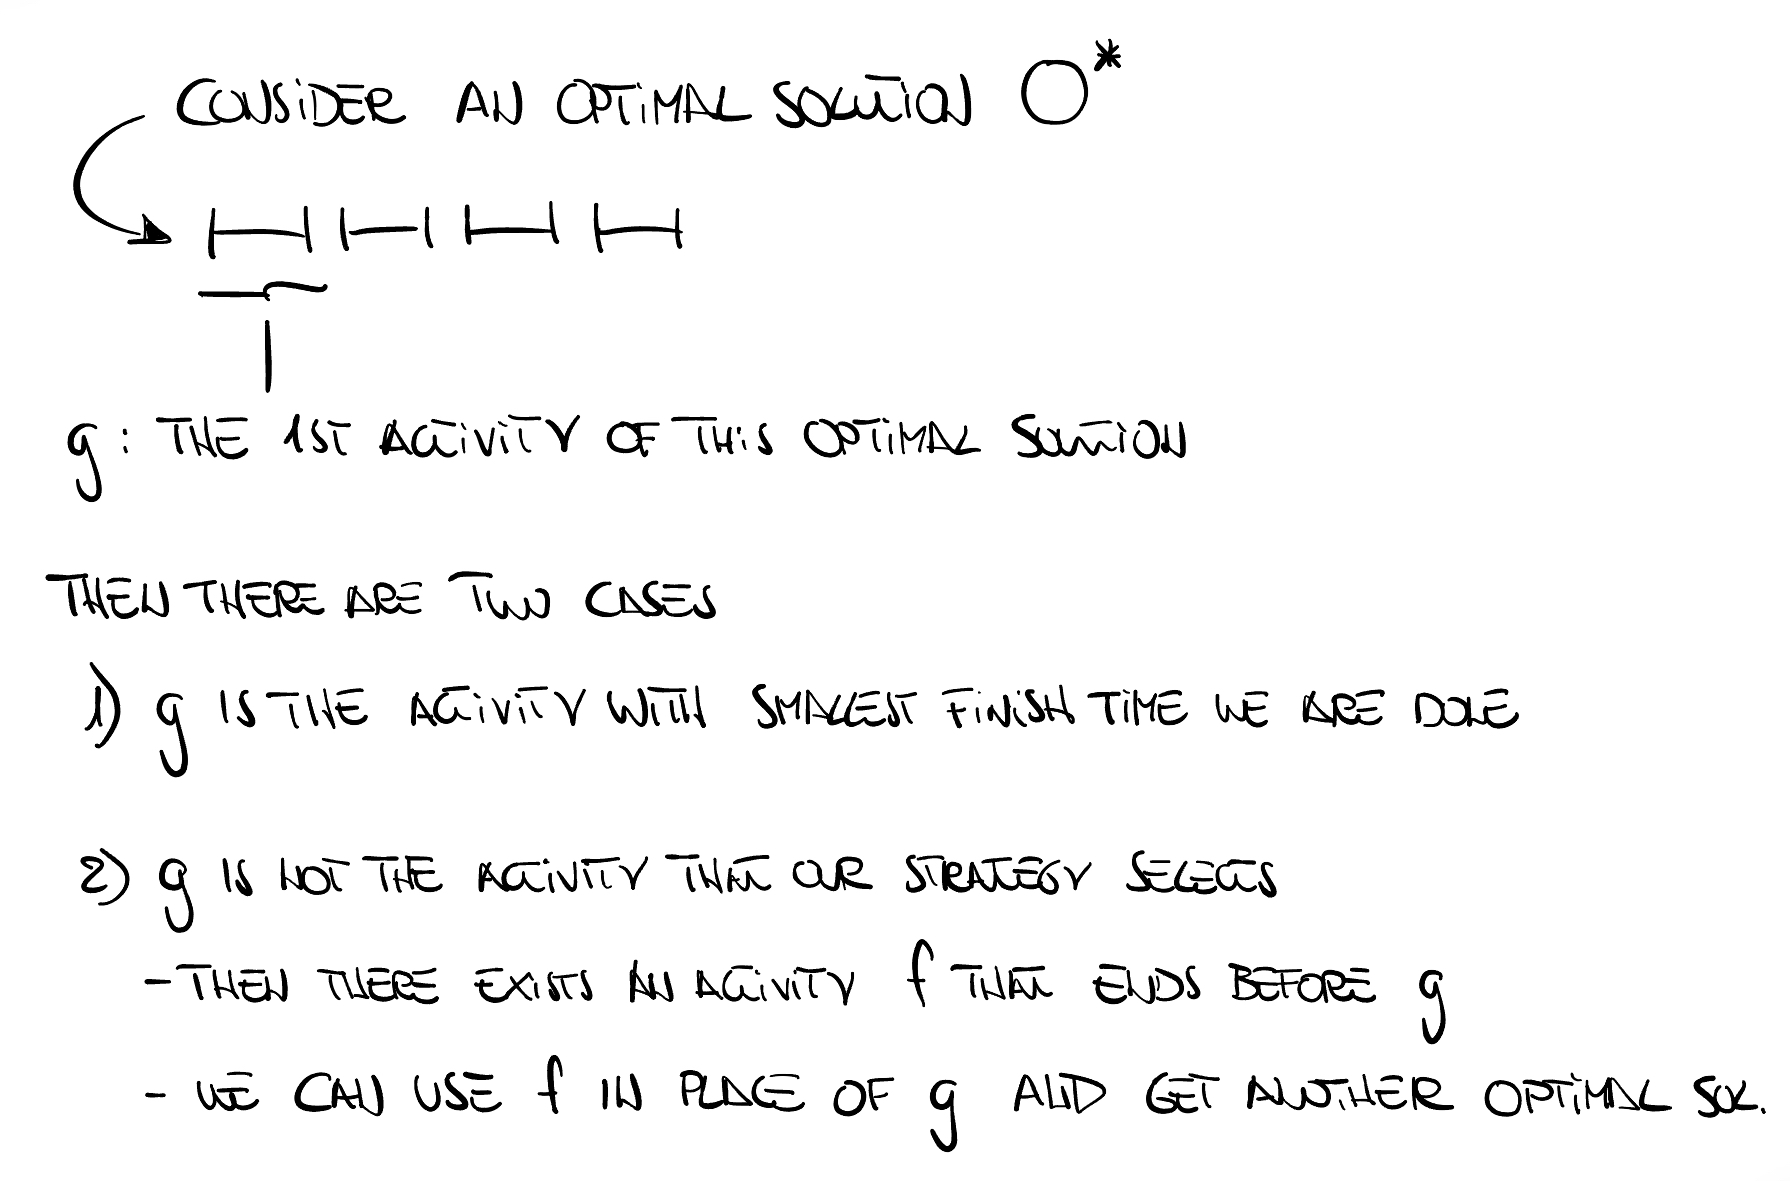 CONSIDER AN OPTIMAL SOLUTION O*
g: THE 1ST ACTIVITY OF THIS OPTIMAL SOLUTION
THEN THERE ARE TWO CASES
1) g IS THE ACTIVITY WITH SMALLEST FINISH TIME WE ARE DONE
2) g IS NOT THE ACTIVITY THAT OUR STRATEGY SELECTS
- THEN THERE EXISTS AN ACTIVITY f THAT ENDS BEFORE g
- WE CAN USE f IN PLACE OF g AND GET ANOTHER OPTIMAL SOL.